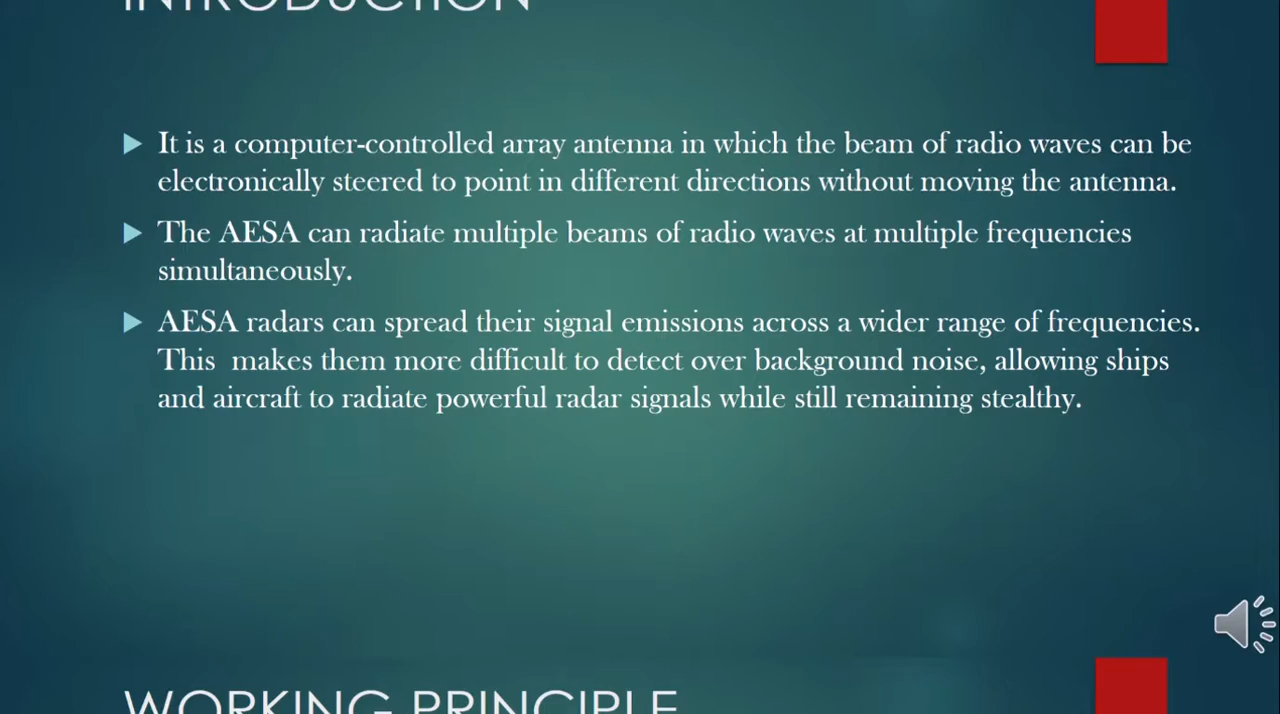 INTRODUCTION
It is a computer-controlled array antenna in which the beam of radio waves can be
electronically steered to point in different directions without moving the antenna.
The AESA can radiate multiple beams of radio waves at multiple frequencies
simultaneously.
AESA radars can spread their signal emissions across a wider range of frequencies.
This  makes them more difficult to detect over background noise, allowing ships
and aircraft to radiate powerful radar signals while still remaining stealthy.
WORKING PRINCIPLE